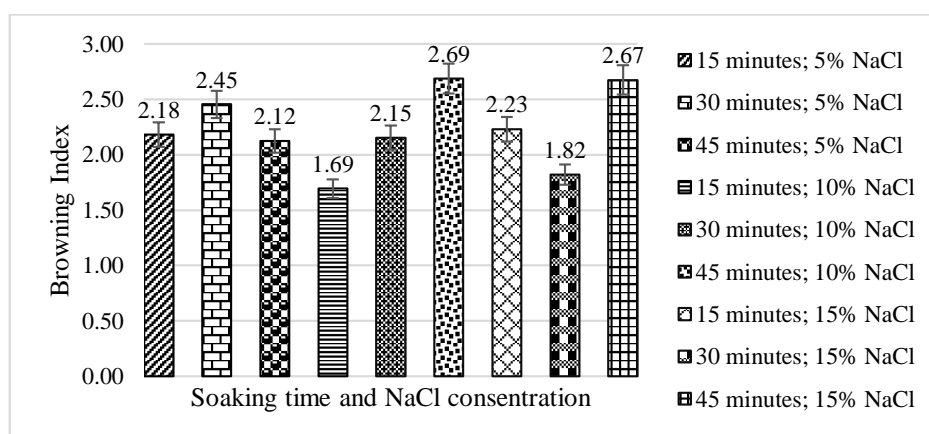 3.00
2.50
2.00
1.50
1.00
0.50
0.00
Browning Index
2.18
2.45
2.12
1.69
2.15
2.69
2.23
1.82
2.67
Soaking time and NaCl consentration
15 minutes; 5% NaCl
30 minutes; 5% NaCl
45 minutes; 5% NaCl
15 minutes; 10% NaCl
30 minutes; 10% NaCl
45 minutes; 10% NaCl
15 minutes; 15% NaCl
30 minutes; 15% NaCl
45 minutes; 15% NaCl